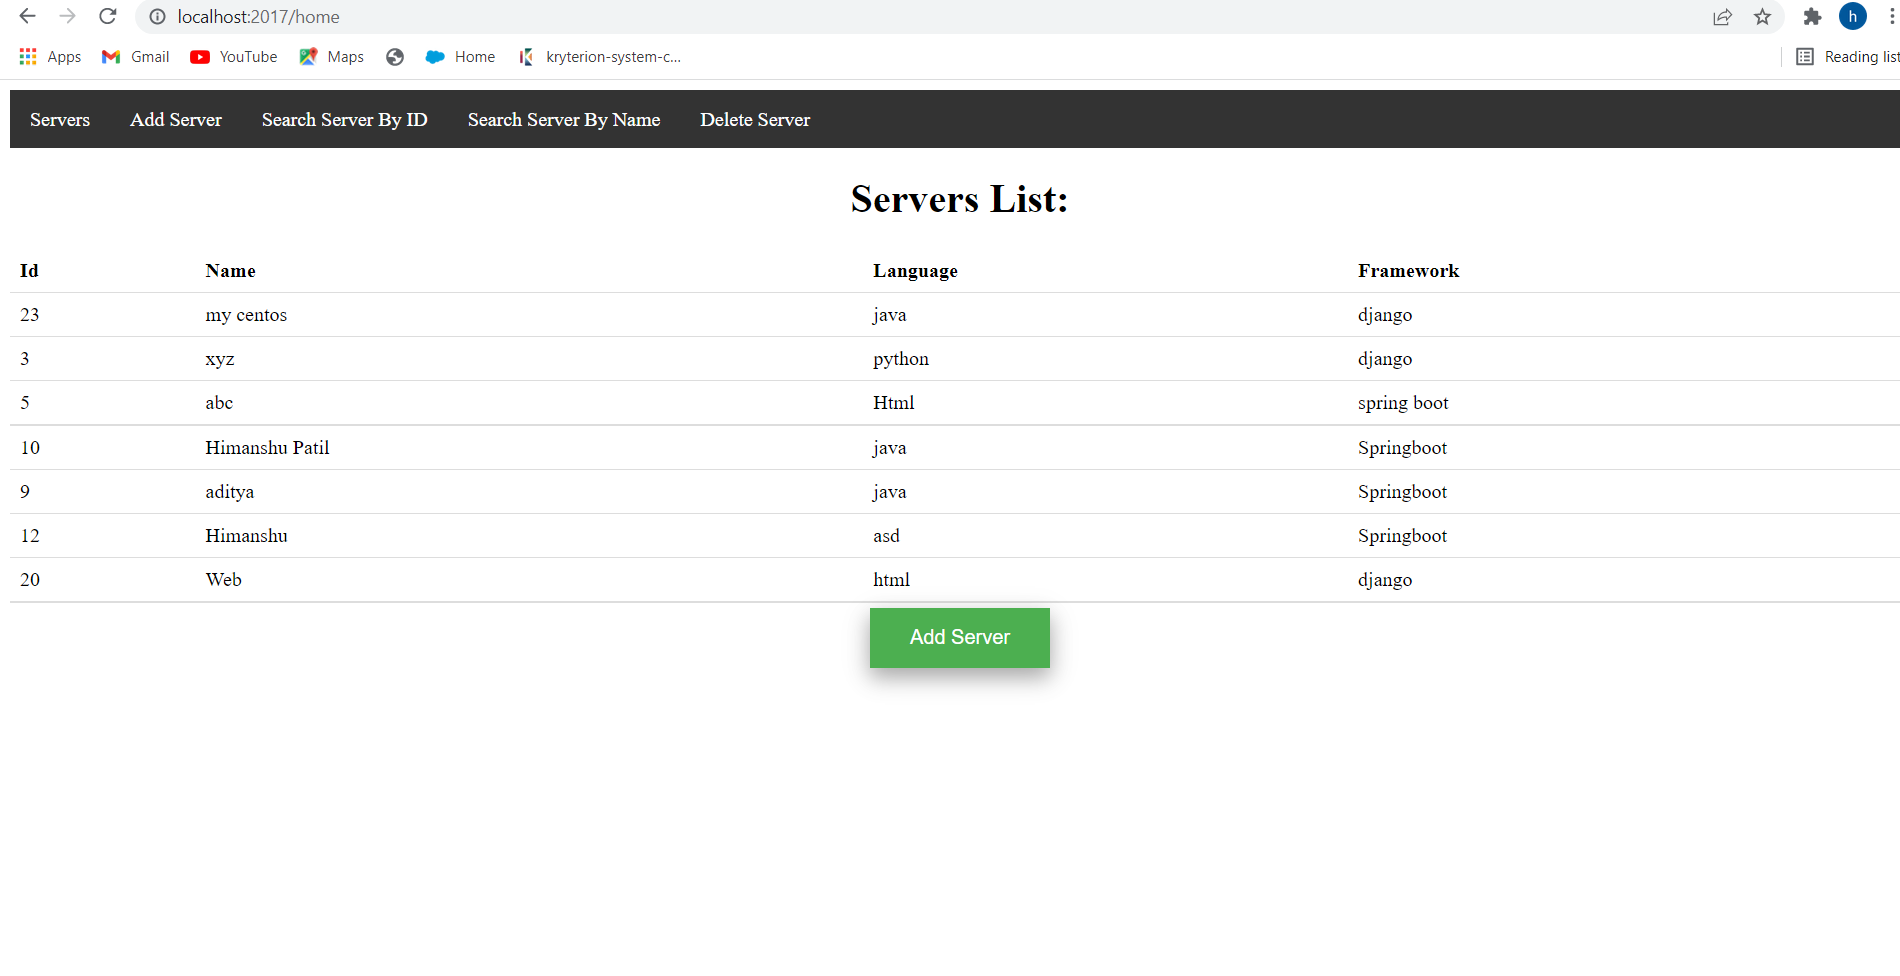 localhost:2017/home
h
Apps Gmail YouTube Maps Home kryterion-system-c... Reading list
Servers Add Server Search Server By ID Search Server By Name Delete Server
Servers List:
Id Name Language Framework
23 my centos java django
3 xyz python django
5 abc Html spring boot
10 Himanshu Patil java Springboot
9 aditya java Springboot
12 Himanshu asd Springboot
20 Web html django
Add Server